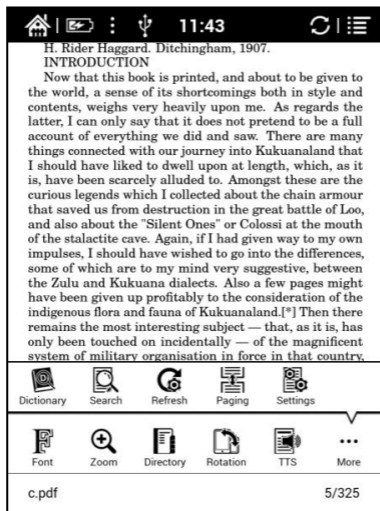 11:43
H. Rider Haggard. Ditchingham, 1907.
INTRODUCTION
Now that this book is printed, and about to be given to
the world, a sense of its shortcomings both in style and
contents, weighs very heavily upon me. As regards the
latter, I can only say that it does not pretend to be a full
account of everything we did and saw. There are many
things connected with our journey into Kukuanaland that
I should have liked to dwell upon at length, which, as it
is, have been scarcely alluded to. Amongst these are the
curious legends which I collected about the chain armour
that saved us from destruction in the great battle of Loo,
and also about the "Silent Ones" or Colossi at the mouth
of the stalactite cave. Again, if I had given way to my own
impulses, I should have wished to go into the differences,
some of which are to my mind very suggestive, between
the Zulu and Kukuana dialects. Also a few pages might
have been given up profitably to the consideration of the
indigenous flora and fauna of Kukuanaland.[*] Then there
remains the most interesting subject — that, as it is, has
only been touched on incidentally — of the magnificent
system of military organisation in force in that country,
Dictionary Search Refresh Paging Settings
Font Zoom Directory Rotation TTS More
c.pdf 5/325